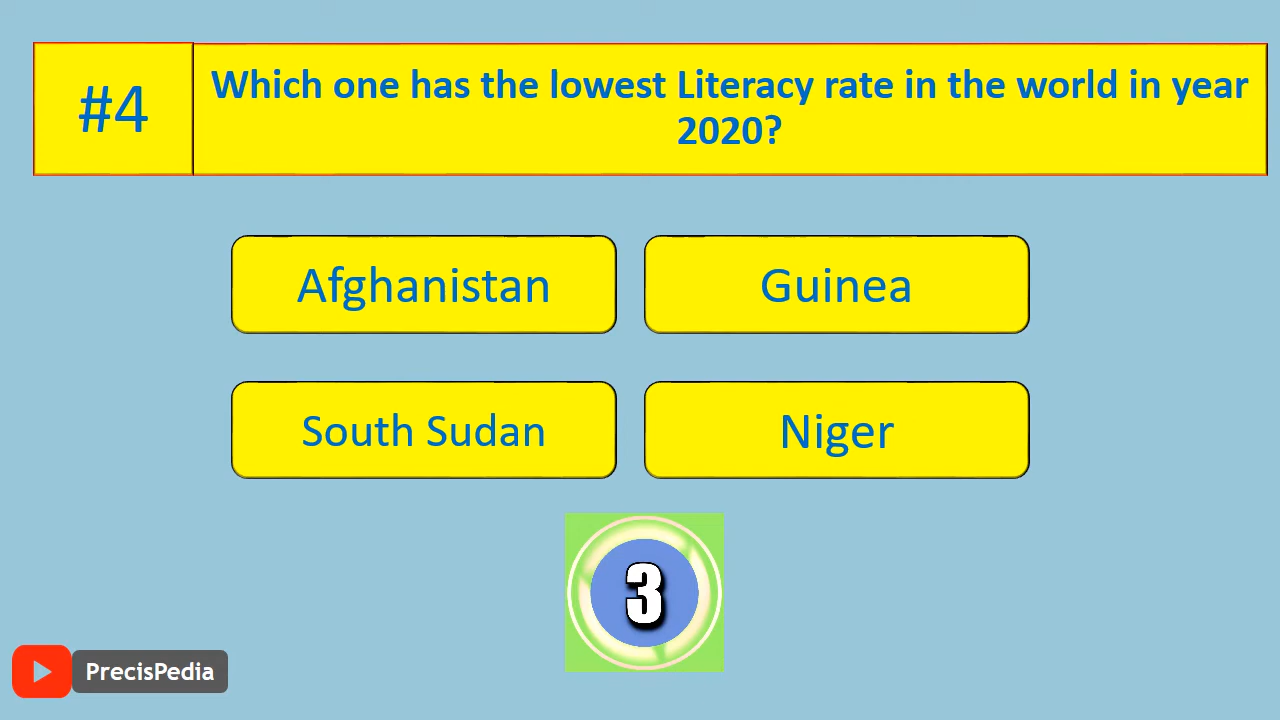 #4
Which one has the lowest Literacy rate in the world in year
2020?
Afghanistan
Guinea
South Sudan
Niger
3
PrecisPedia